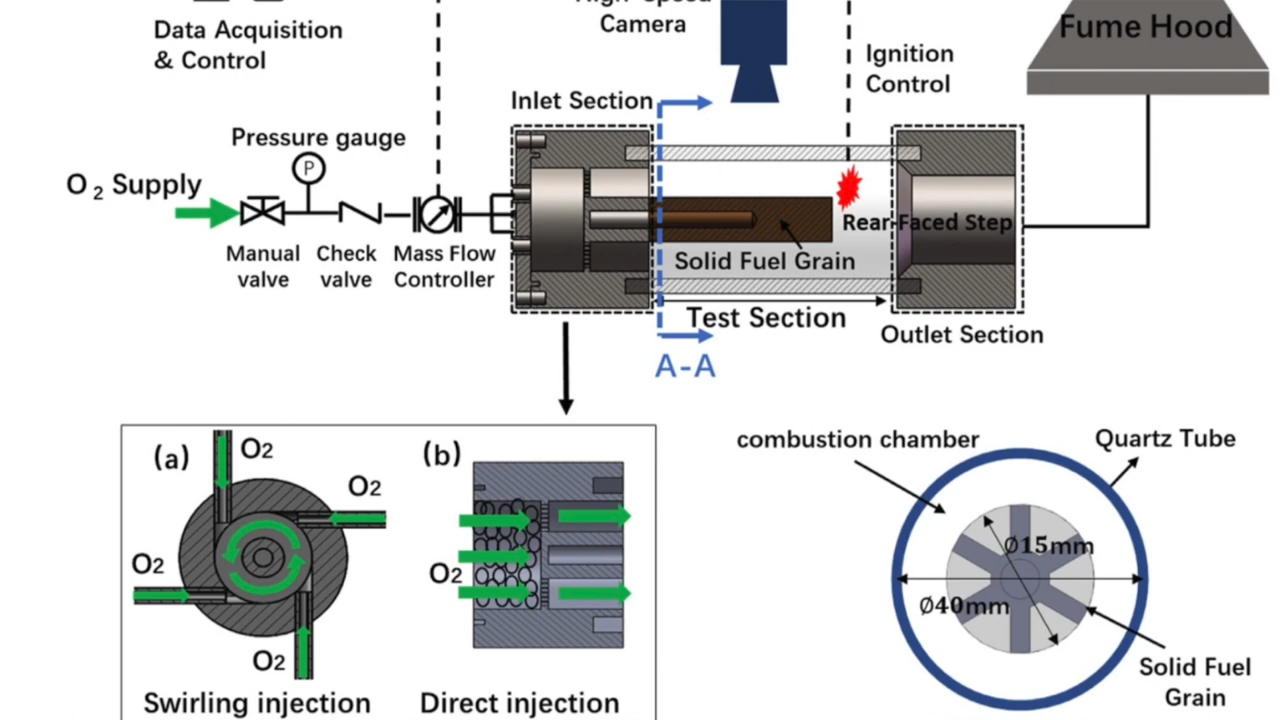 High-Speed
Camera
Data Acquisition
& Control
Fume Hood
Ignition
Control
Inlet Section
Pressure gauge
P
O2 Supply
Rear-Faced Step
Manual
valve
Check
valve
Mass Flow
Controller
Solid Fuel Grain
Test Section
Outlet Section
A-A
(a)
O2
O2
O2
O2
Swirling injection
(b)
O2
Direct injection
combustion chamber
Quartz Tube
Ø15mm
Ø40mm
Solid Fuel
Grain